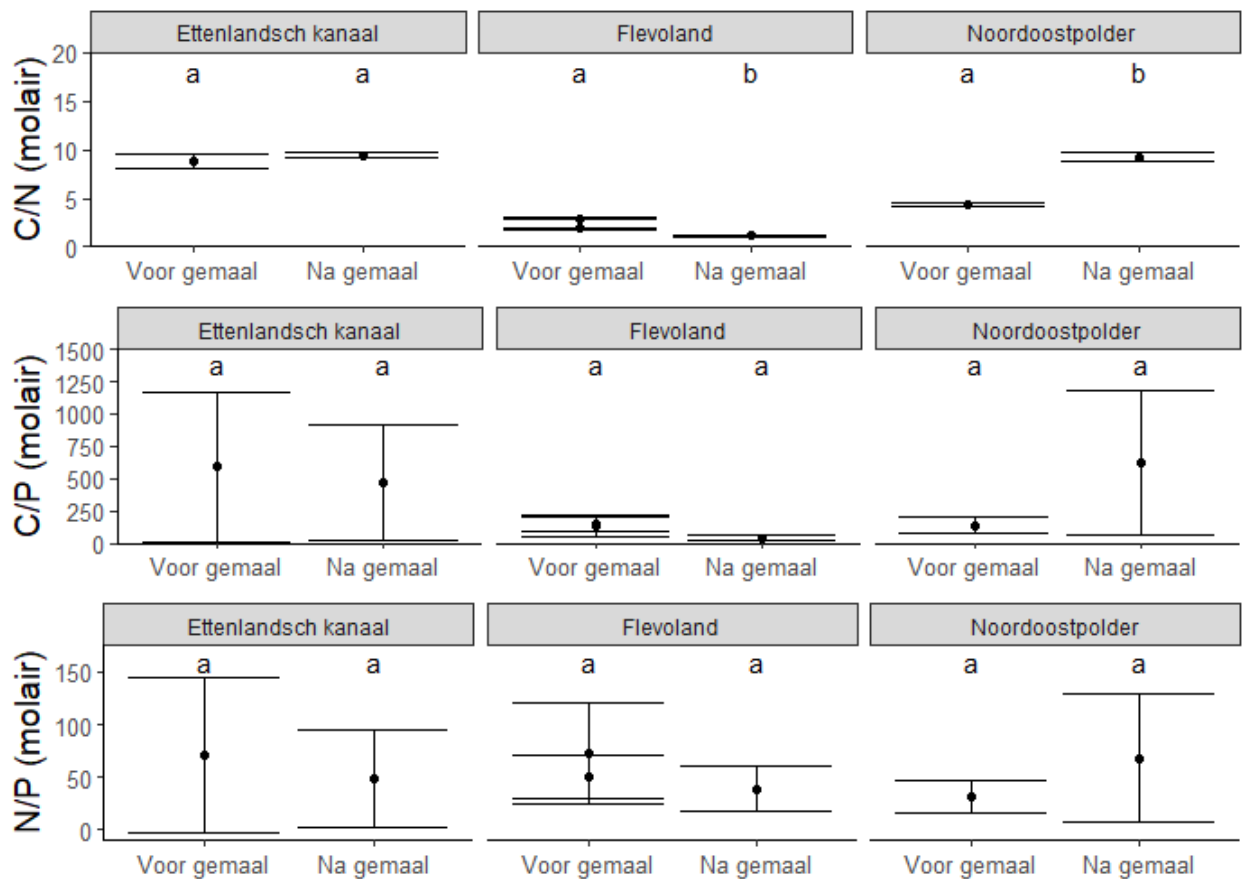 Ettenlandsch kanaal Flevoland Noordoostpolder
a a a b a b
20
15
10
5
0
C/N (molair)
Voor gemaal Na gemaal Voor gemaal Na gemaal Voor gemaal Na gemaal
Ettenlandsch kanaal Flevoland Noordoostpolder
a a a a a a
1500
1250
1000
750
500
250
0
C/P (molair)
Voor gemaal Na gemaal Voor gemaal Na gemaal Voor gemaal Na gemaal
Ettenlandsch kanaal Flevoland Noordoostpolder
a a a a a a
150
100
50
0
N/P (molair)
Voor gemaal Na gemaal Voor gemaal Na gemaal Voor gemaal Na gemaal